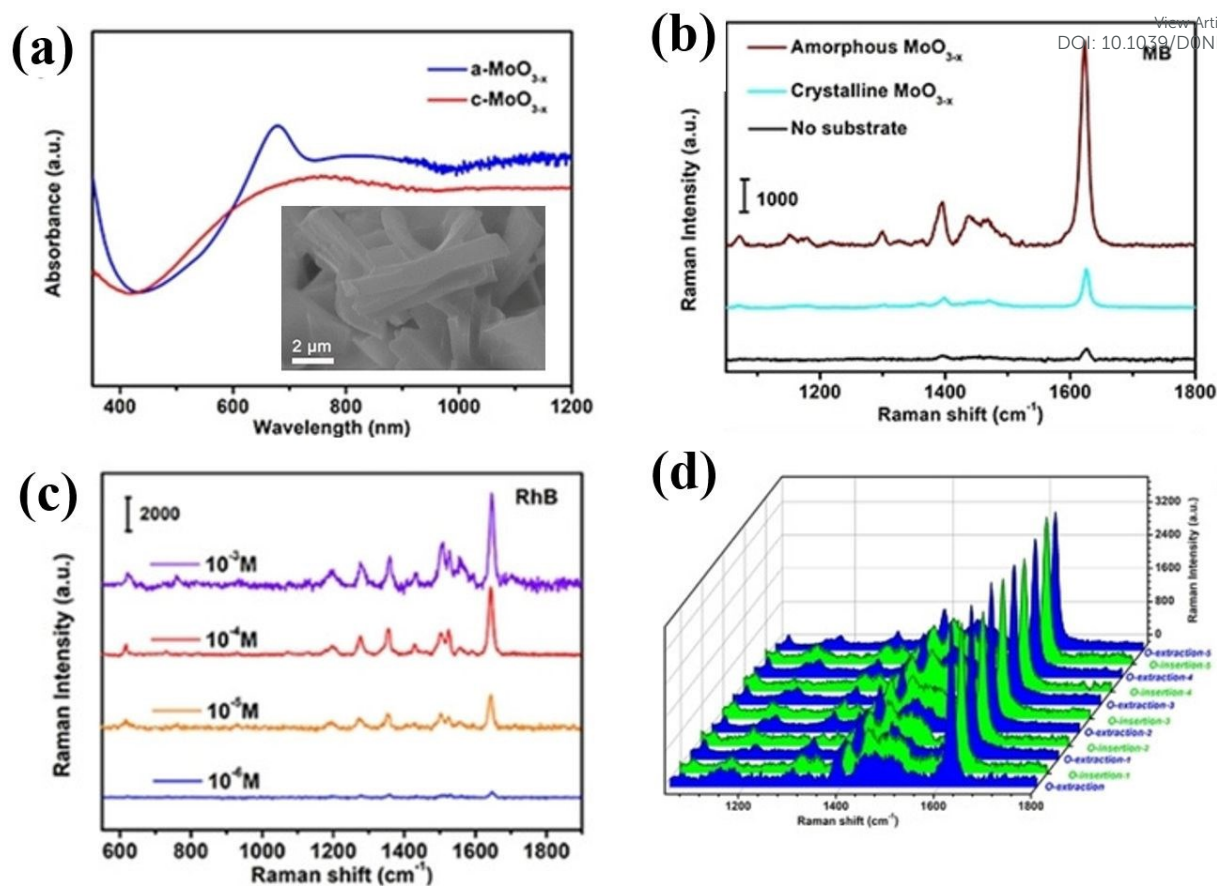 View Arti
DOI: 10.1039/D0N
(a)
a-MoO₃₋ₓ
c-MoO₃₋ₓ
Absorbance (a.u.)
2 µm
400 600 800 1000 1200
Wavelength (nm)
(b)
MB
Amorphous MoO₃₋ₓ
Crystalline MoO₃₋ₓ
No substrate
1000
Raman Intensity (a.u.)
1200 1400 1600 1800
Raman shift (cm⁻¹)
(c)
RhB
2000
10⁻³M
10⁻⁴M
10⁻⁵M
10⁻⁶M
Raman Intensity (a.u.)
600 800 1000 1200 1400 1600 1800
Raman shift (cm⁻¹)
(d)
3200
2400
1600
800
0
Raman Intensity (a.u.)
O-extraction-5
O-insertion-5
O-extraction-4
O-insertion-4
O-extraction-3
O-insertion-3
O-extraction-2
O-insertion-2
O-extraction-1
O-insertion-1
O-extraction
1200 1400 1600 1800
Raman shift (cm⁻¹)